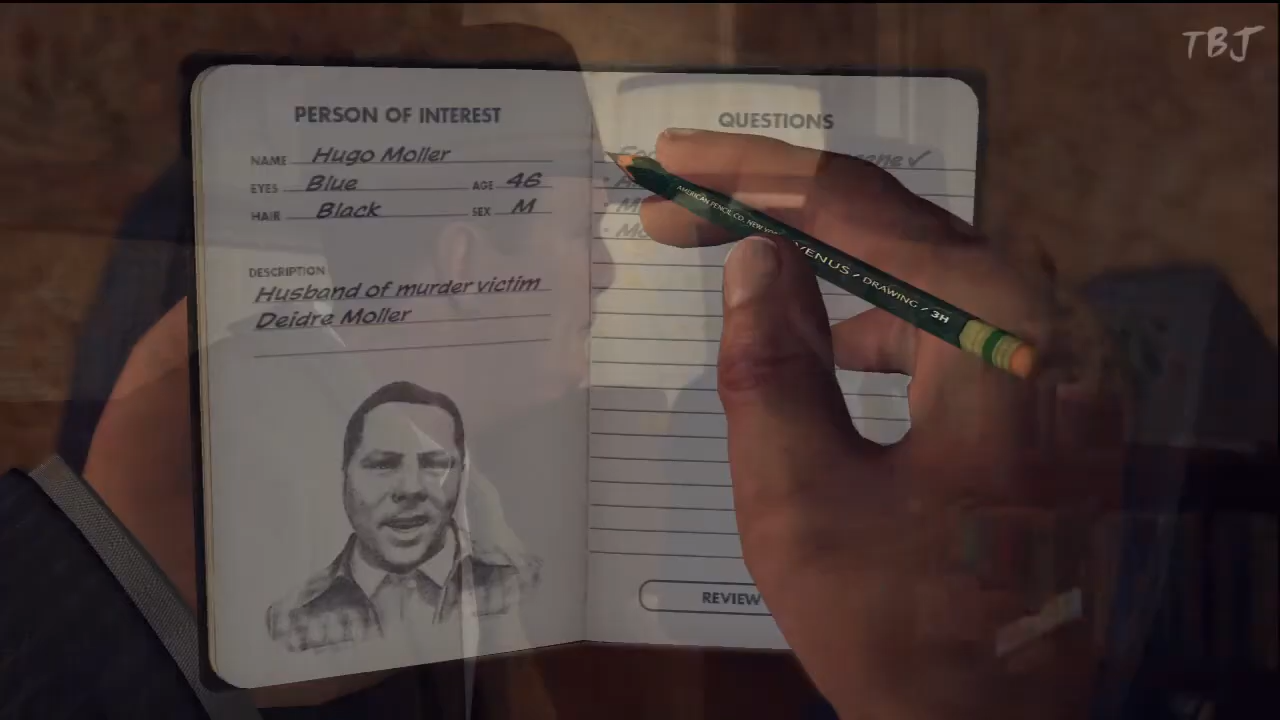 TBJ
PERSON OF INTEREST
NAME Hugo Moller
EYES Blue AGE 46
HAIR Black SEX M
DESCRIPTION
Husband of murder victim
Deidre Moller
QUESTIONS
AMERICAN PENCIL CO. NEW YORK VENUS / DRAWING / 3H
REVIEW